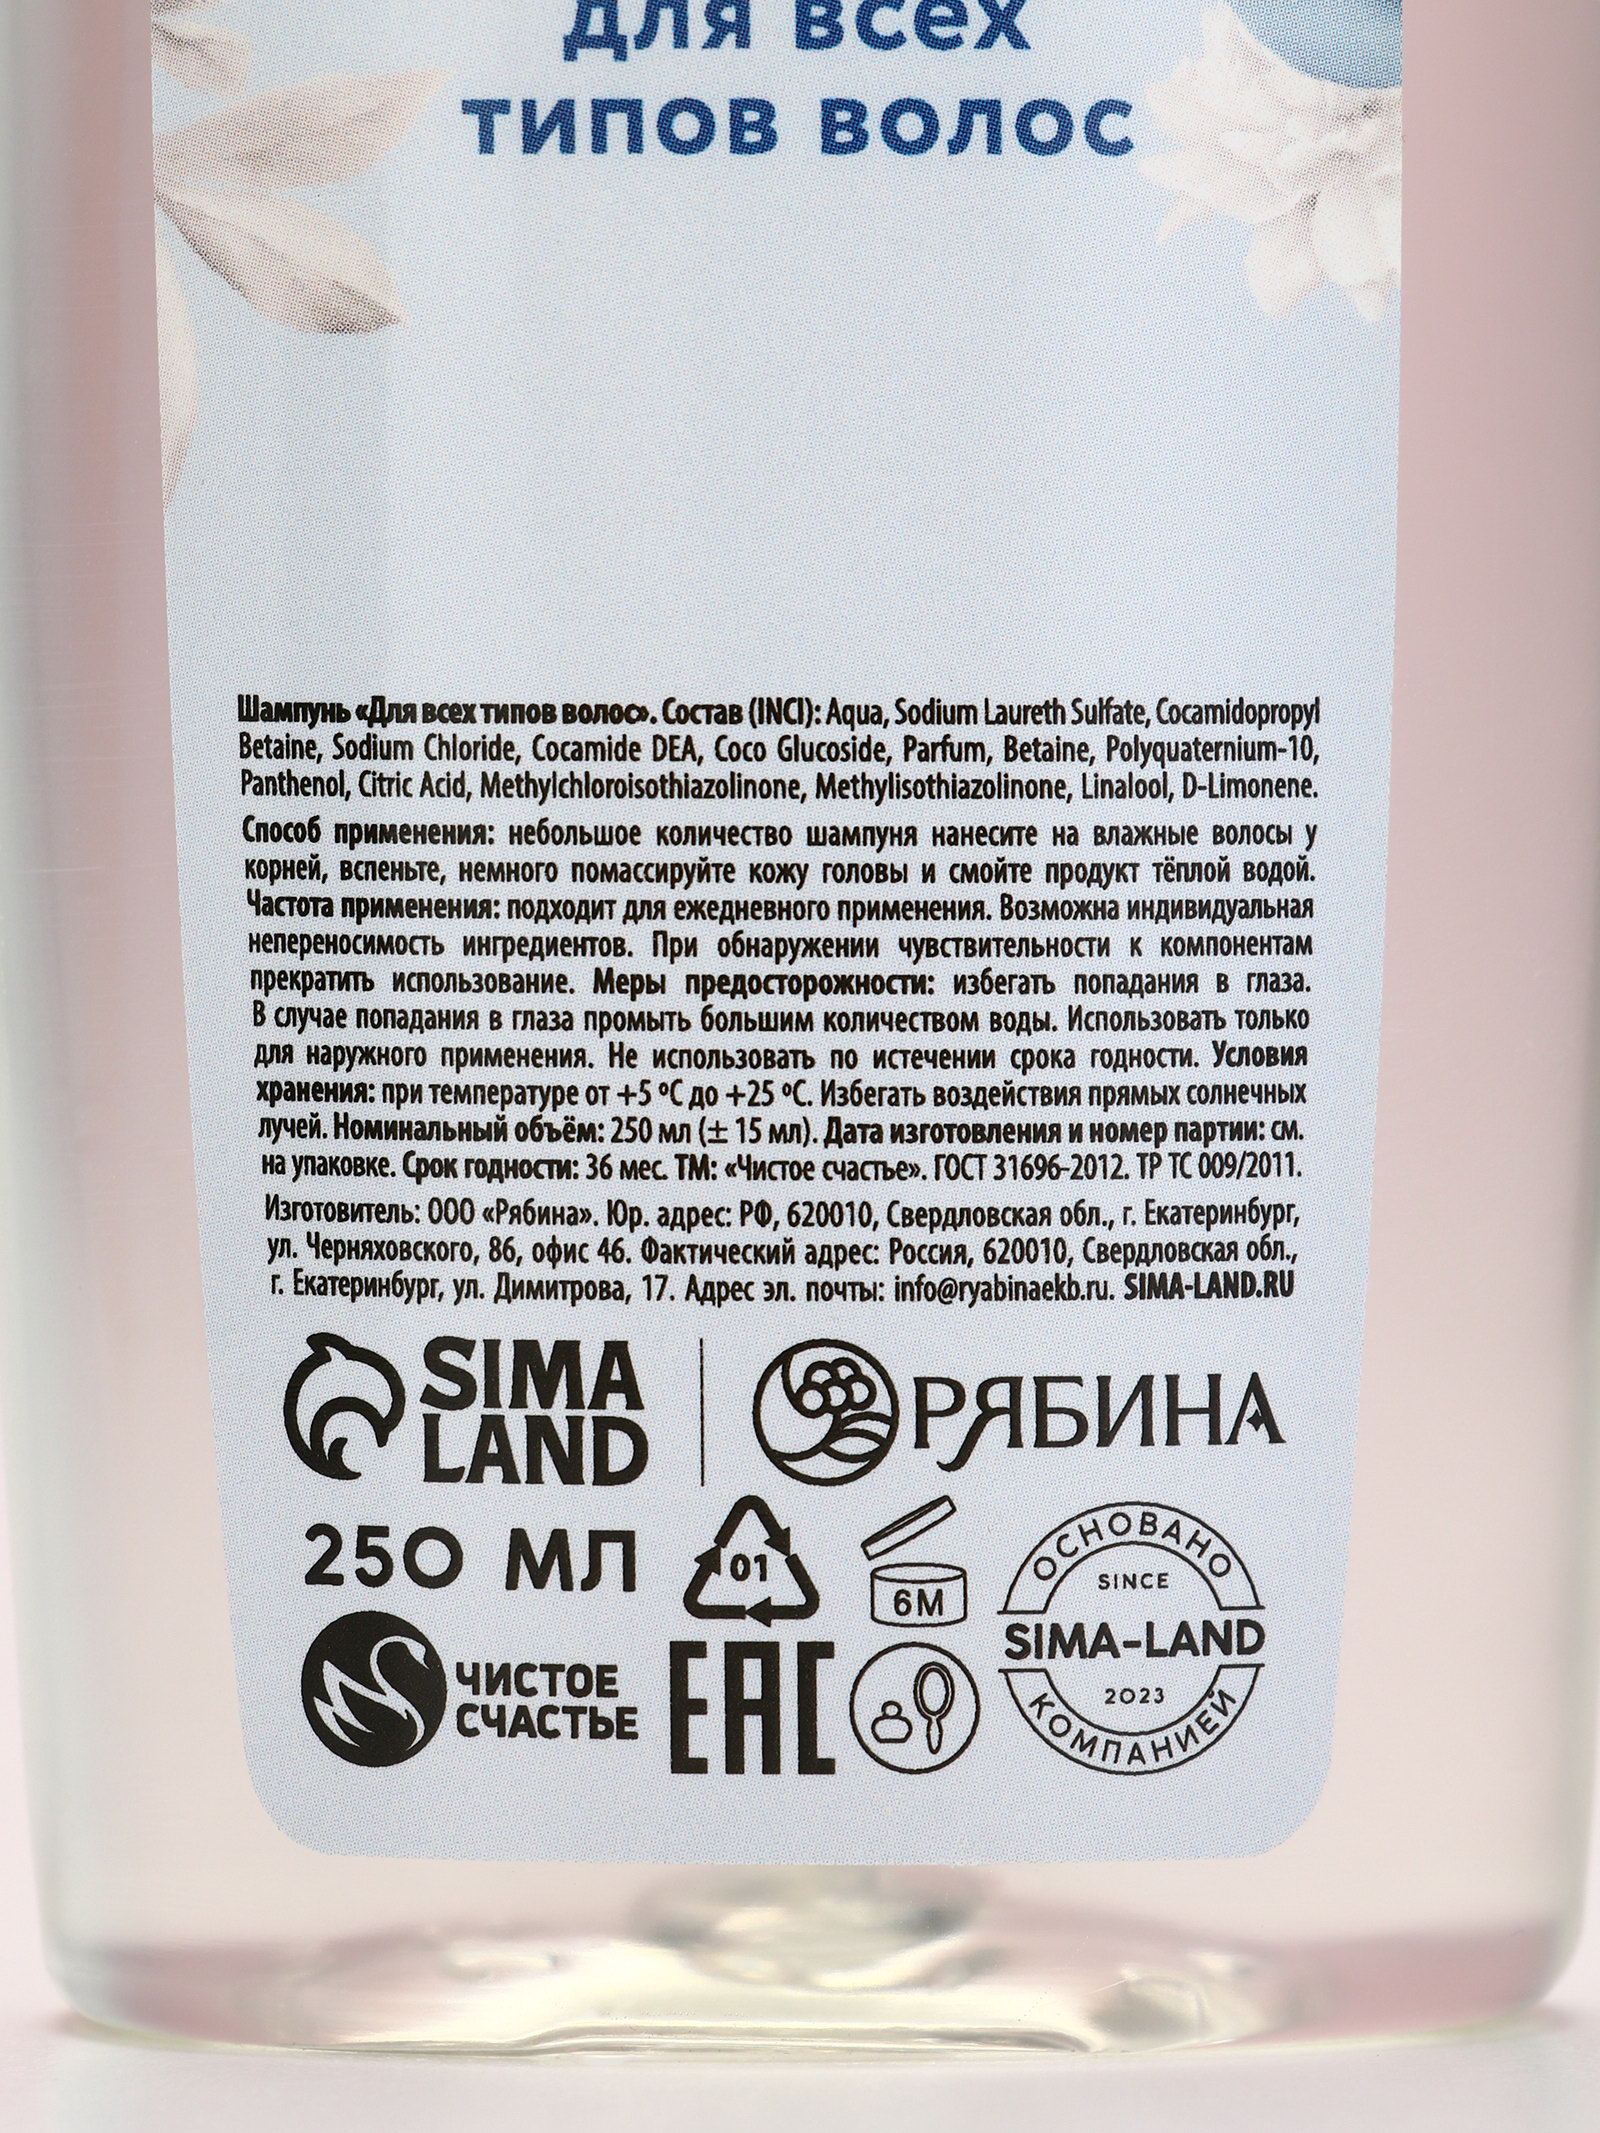 для всех
типов волос
Шампунь «Для всех типов волос». Состав (INCI): Aqua, Sodium Laureth Sulfate, Cocamidopropyl
Betaine, Sodium Chloride, Cocamide DEA, Coco Glucoside, Parfum, Betaine, Polyquaternium-10,
Panthenol, Citric Acid, Methylchloroisothiazolinone, Methylisothiazolinone, Linalool, D-Limonene.
Способ применения: небольшое количество шампуня нанесите на влажные волосы у
корней, вспеньте, немного помассируйте кожу головы и смойте продукт тёплой водой.
Частота применения: подходит для ежедневного применения. Возможна индивидуальная
непереносимость ингредиентов. При обнаружении чувствительности к компонентам
прекратить использование. Меры предосторожности: избегать попадания в глаза.
В случае попадания в глаза промыть большим количеством воды. Использовать только
для наружного применения. Не использовать по истечении срока годности. Условия
хранения: при температуре от +5 ºС до +25 ºС. Избегать воздействия прямых солнечных
лучей. Номинальный объём: 250 мл (± 15 мл). Дата изготовления и номер партии: см.
на упаковке. Срок годности: 36 мес. ТМ: «Чистое счастье». ГОСТ 31696-2012. ТР ТС 009/2011.
Изготовитель: ООО «Рябина». Юр. адрес: РФ, 620010, Свердловская обл., г. Екатеринбург,
ул. Черняховского, 86, офис 46. Фактический адрес: Россия, 620010, Свердловская обл.,
г. Екатеринбург, ул. Димитрова, 17. Адрес эл. почты: info@ryabinaekb.ru. SIMA-LAND.RU
SIMA
LAND
РЯБИНА
250 МЛ
01
6M
ОСНОВАНО
SINCE
SIMA-LAND
2023
КОМПАНИЕЙ
ЧИСТОЕ
СЧАСТЬЕ
EAC